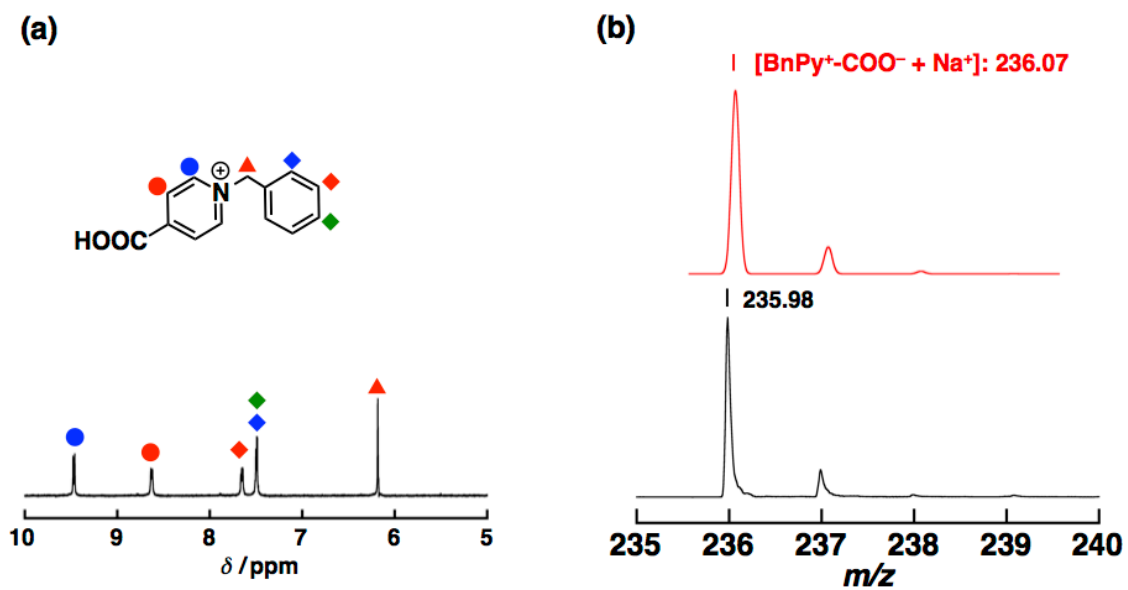 (a)
HOOC
N
+
10 9 8 7 6 5
δ /ppm
(b)
[BnPy⁺-COO⁻ + Na⁺]: 236.07
235.98
235 236 237 238 239 240
m/z